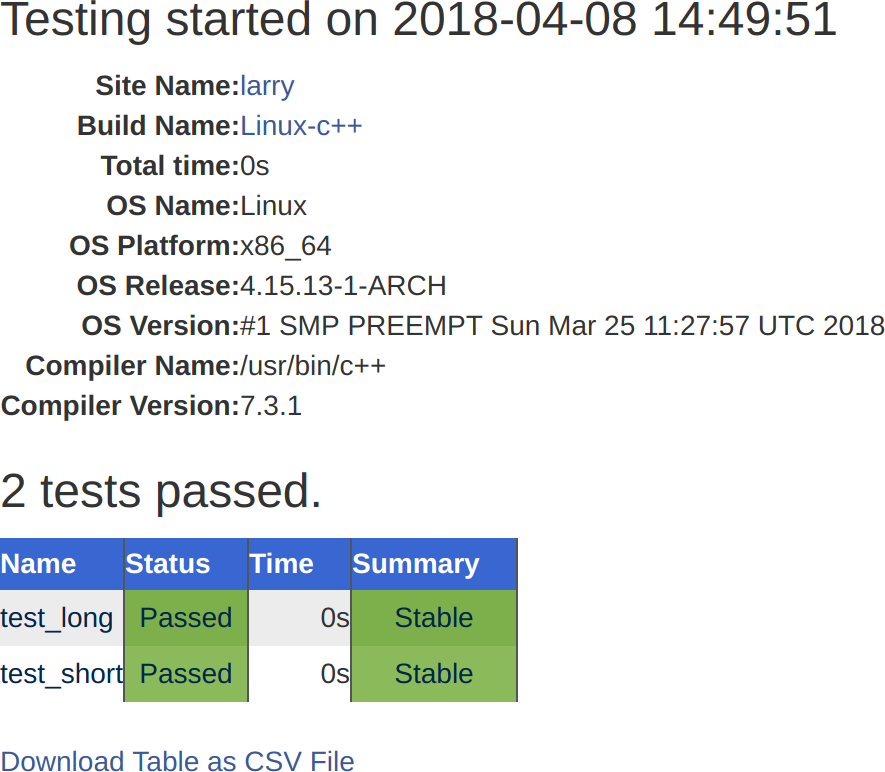 Testing started on 2018-04-08 14:49:51
Site Name:larry
Build Name:Linux-c++
Total time:0s
OS Name:Linux
OS Platform:x86_64
OS Release:4.15.13-1-ARCH
OS Version:#1 SMP PREEMPT Sun Mar 25 11:27:57 UTC 2018
Compiler Name:/usr/bin/c++
Compiler Version:7.3.1
2 tests passed.
Name Status Time Summary
test_long Passed 0s Stable
test_short Passed 0s Stable
Download Table as CSV File